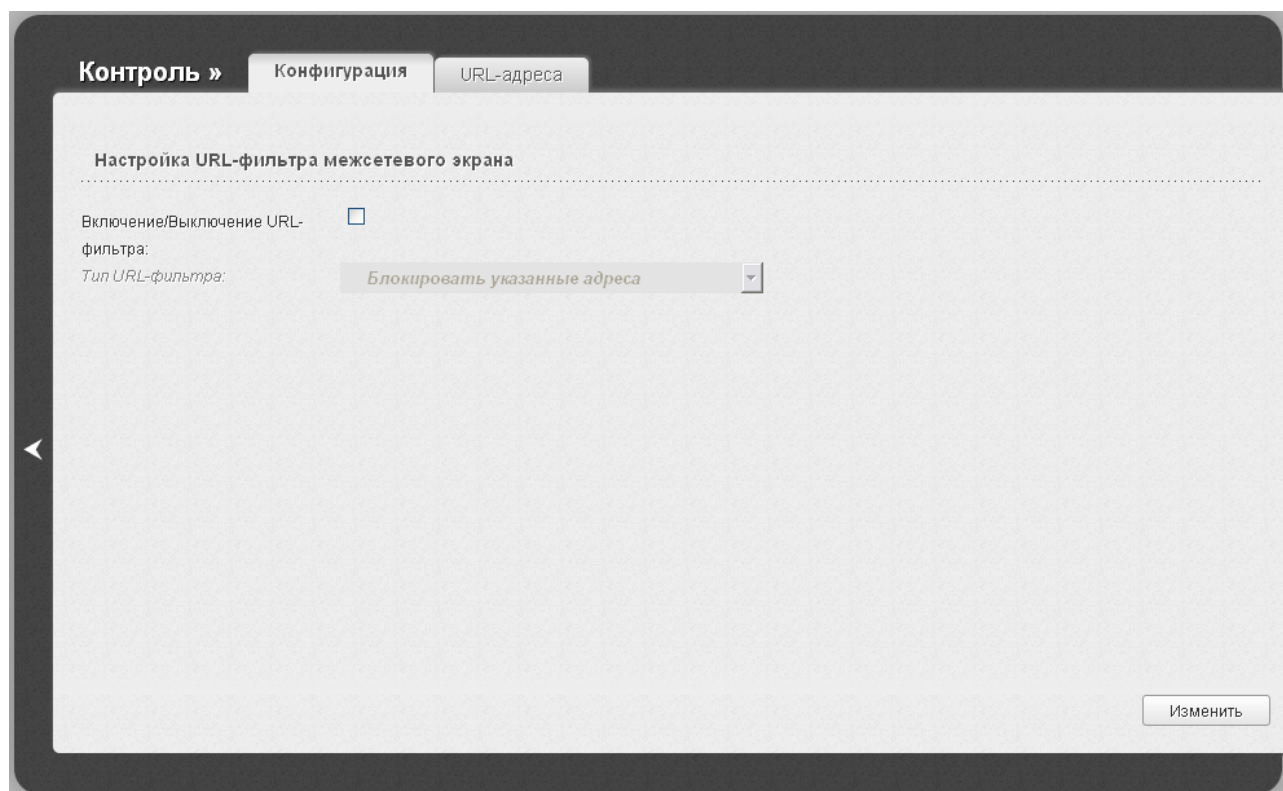 Контроль » Конфигурация URL-адреса
Настройка URL-фильтра межсетевого экрана
Включение/Выключение URL-
фильтра:
Тип URL-фильтра: Блокировать указанные адреса
Изменить